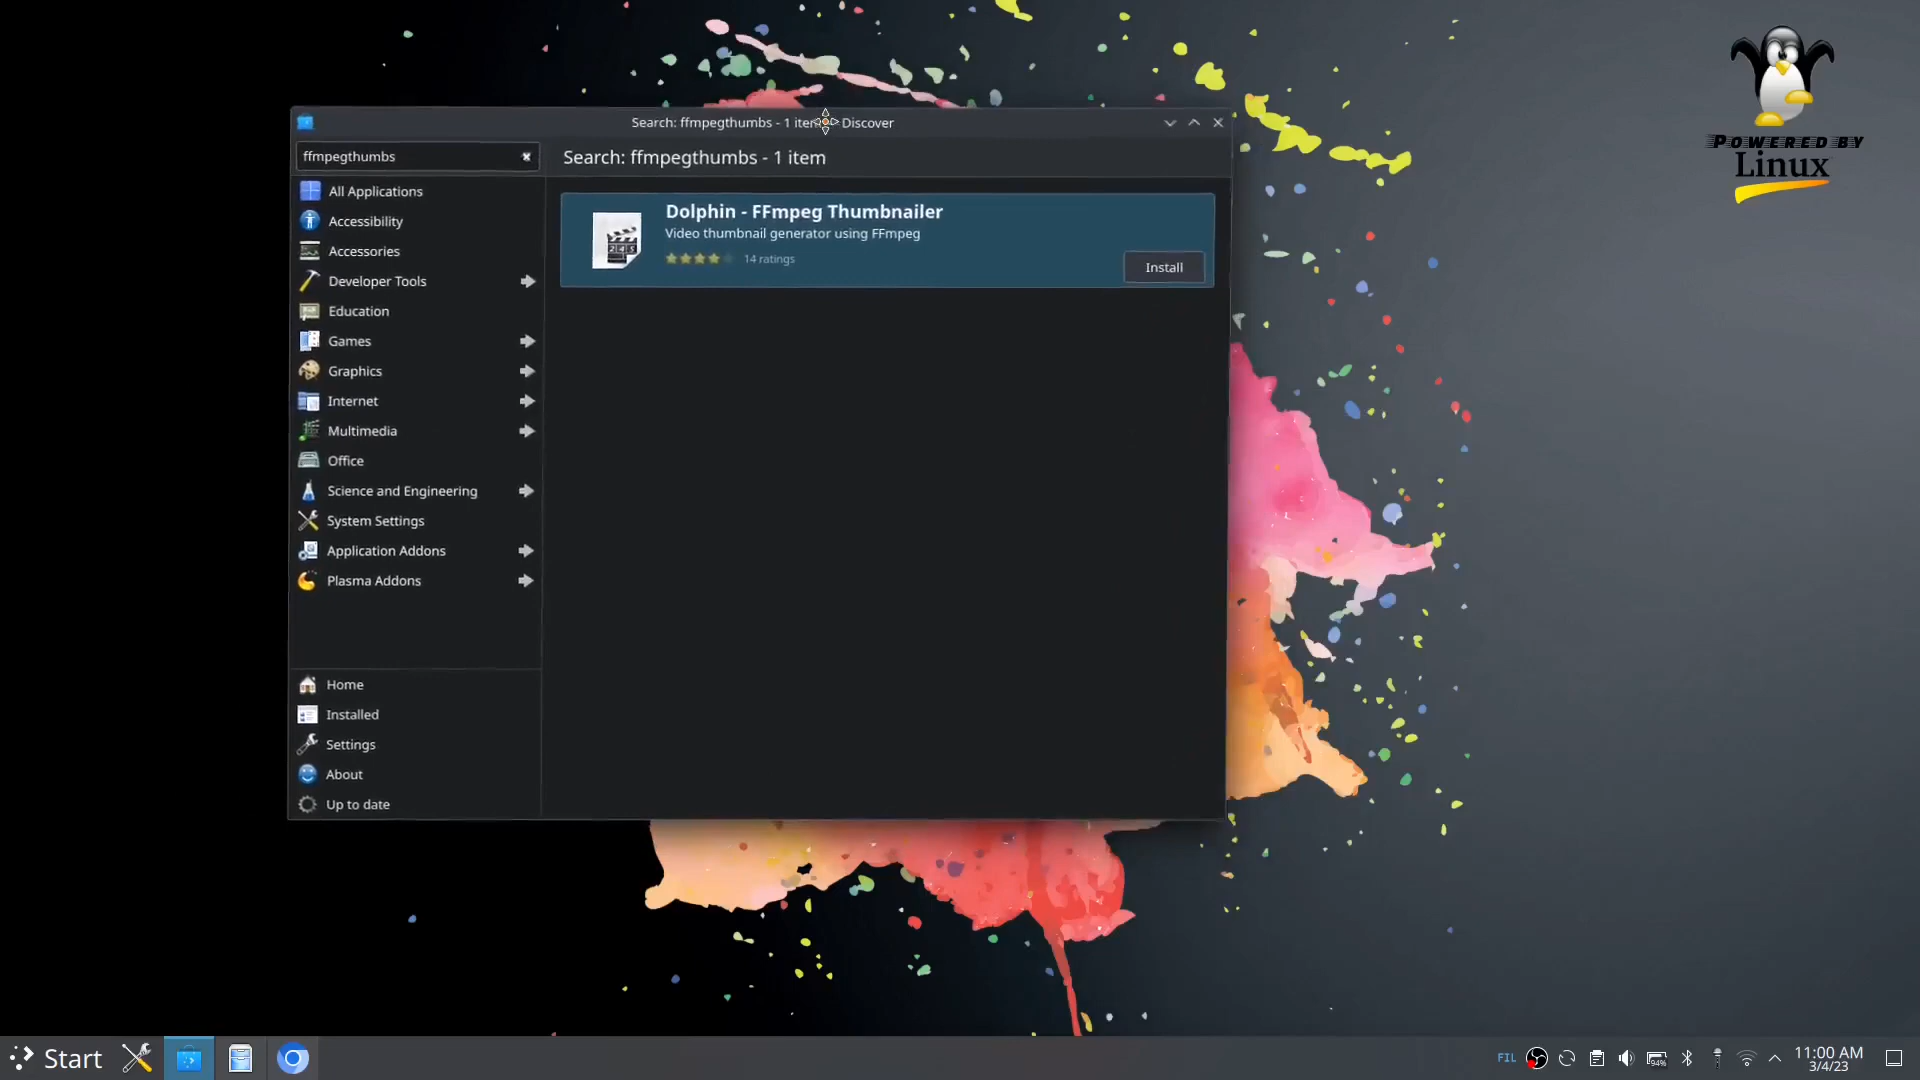 Search: ffmpegthumbs - 1 item — Discover
ffmpegthumbs
Search: ffmpegthumbs - 1 item
All Applications
Accessibility
Accessories
Developer Tools
Education
Games
Graphics
Internet
Multimedia
Office
Science and Engineering
System Settings
Application Addons
Plasma Addons
Home
Installed
Settings
About
Up to date
Dolphin - FFmpeg Thumbnailer
Video thumbnail generator using FFmpeg
14 ratings
Install
POWERED BY
Linux
Start
FIL
94%
11:00 AM
3/4/23